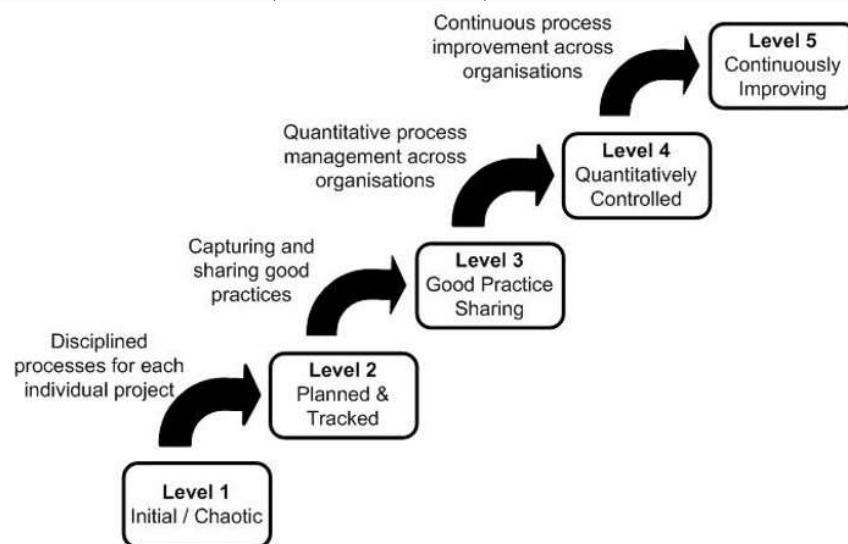 Continuous process
improvement across
organisations
Level 5
Continuously
Improving
Quantitative process
management across
organisations
Level 4
Quantitatively
Controlled
Capturing and
sharing good
practices
Level 3
Good Practice
Sharing
Disciplined
processes for each
individual project
Level 2
Planned &
Tracked
Level 1
Initial / Chaotic